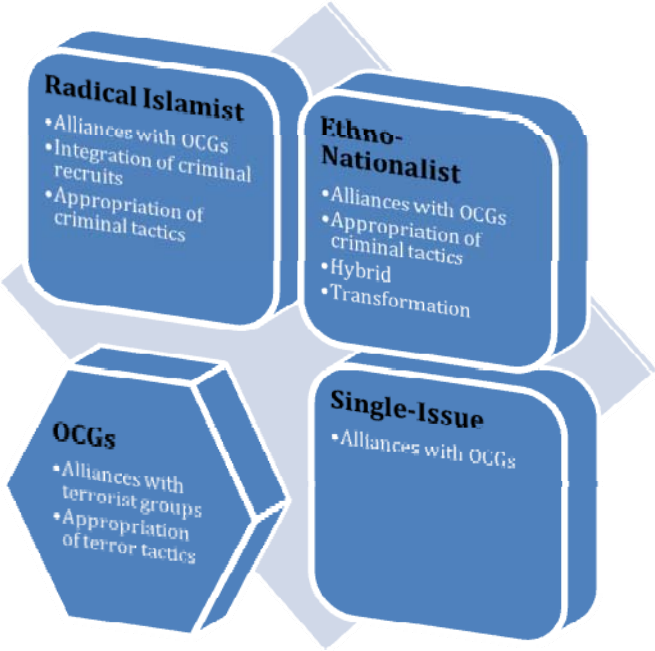 Radical Islamist
•Alliances with OCGs
•Integration of criminal
recruits
•Appropriation of
criminal tactics
Ethno-
Nationalist
•Alliances with OCGs
•Appropriation of
criminal tactics
•Hybrid
•Transformation
OCGs
•Alliances with
terrorist groups
•Appropriation
of terror tactics
Single-Issue
•Alliances with OCGs